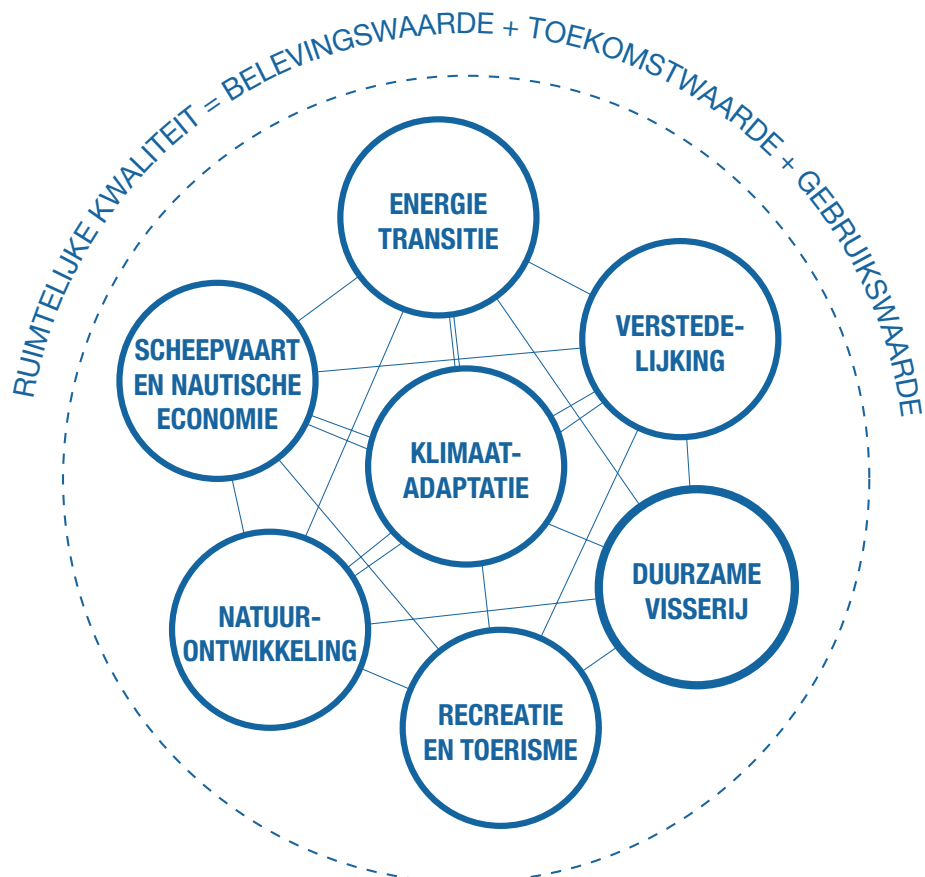 RUIMTELIJKE KWALITEIT = BELEVINGSWAARDE + TOEKOMSTWAARDE + GEBRUIKSWAARDE
ENERGIE
TRANSITIE
VERSTEDE-
LIJKING
SCHEEPVAART
EN NAUTISCHE
ECONOMIE
KLIMAAT-
ADAPTATIE
DUURZAME
VISSERIJ
NATUUR-
ONTWIKKELING
RECREATIE
EN TOERISME